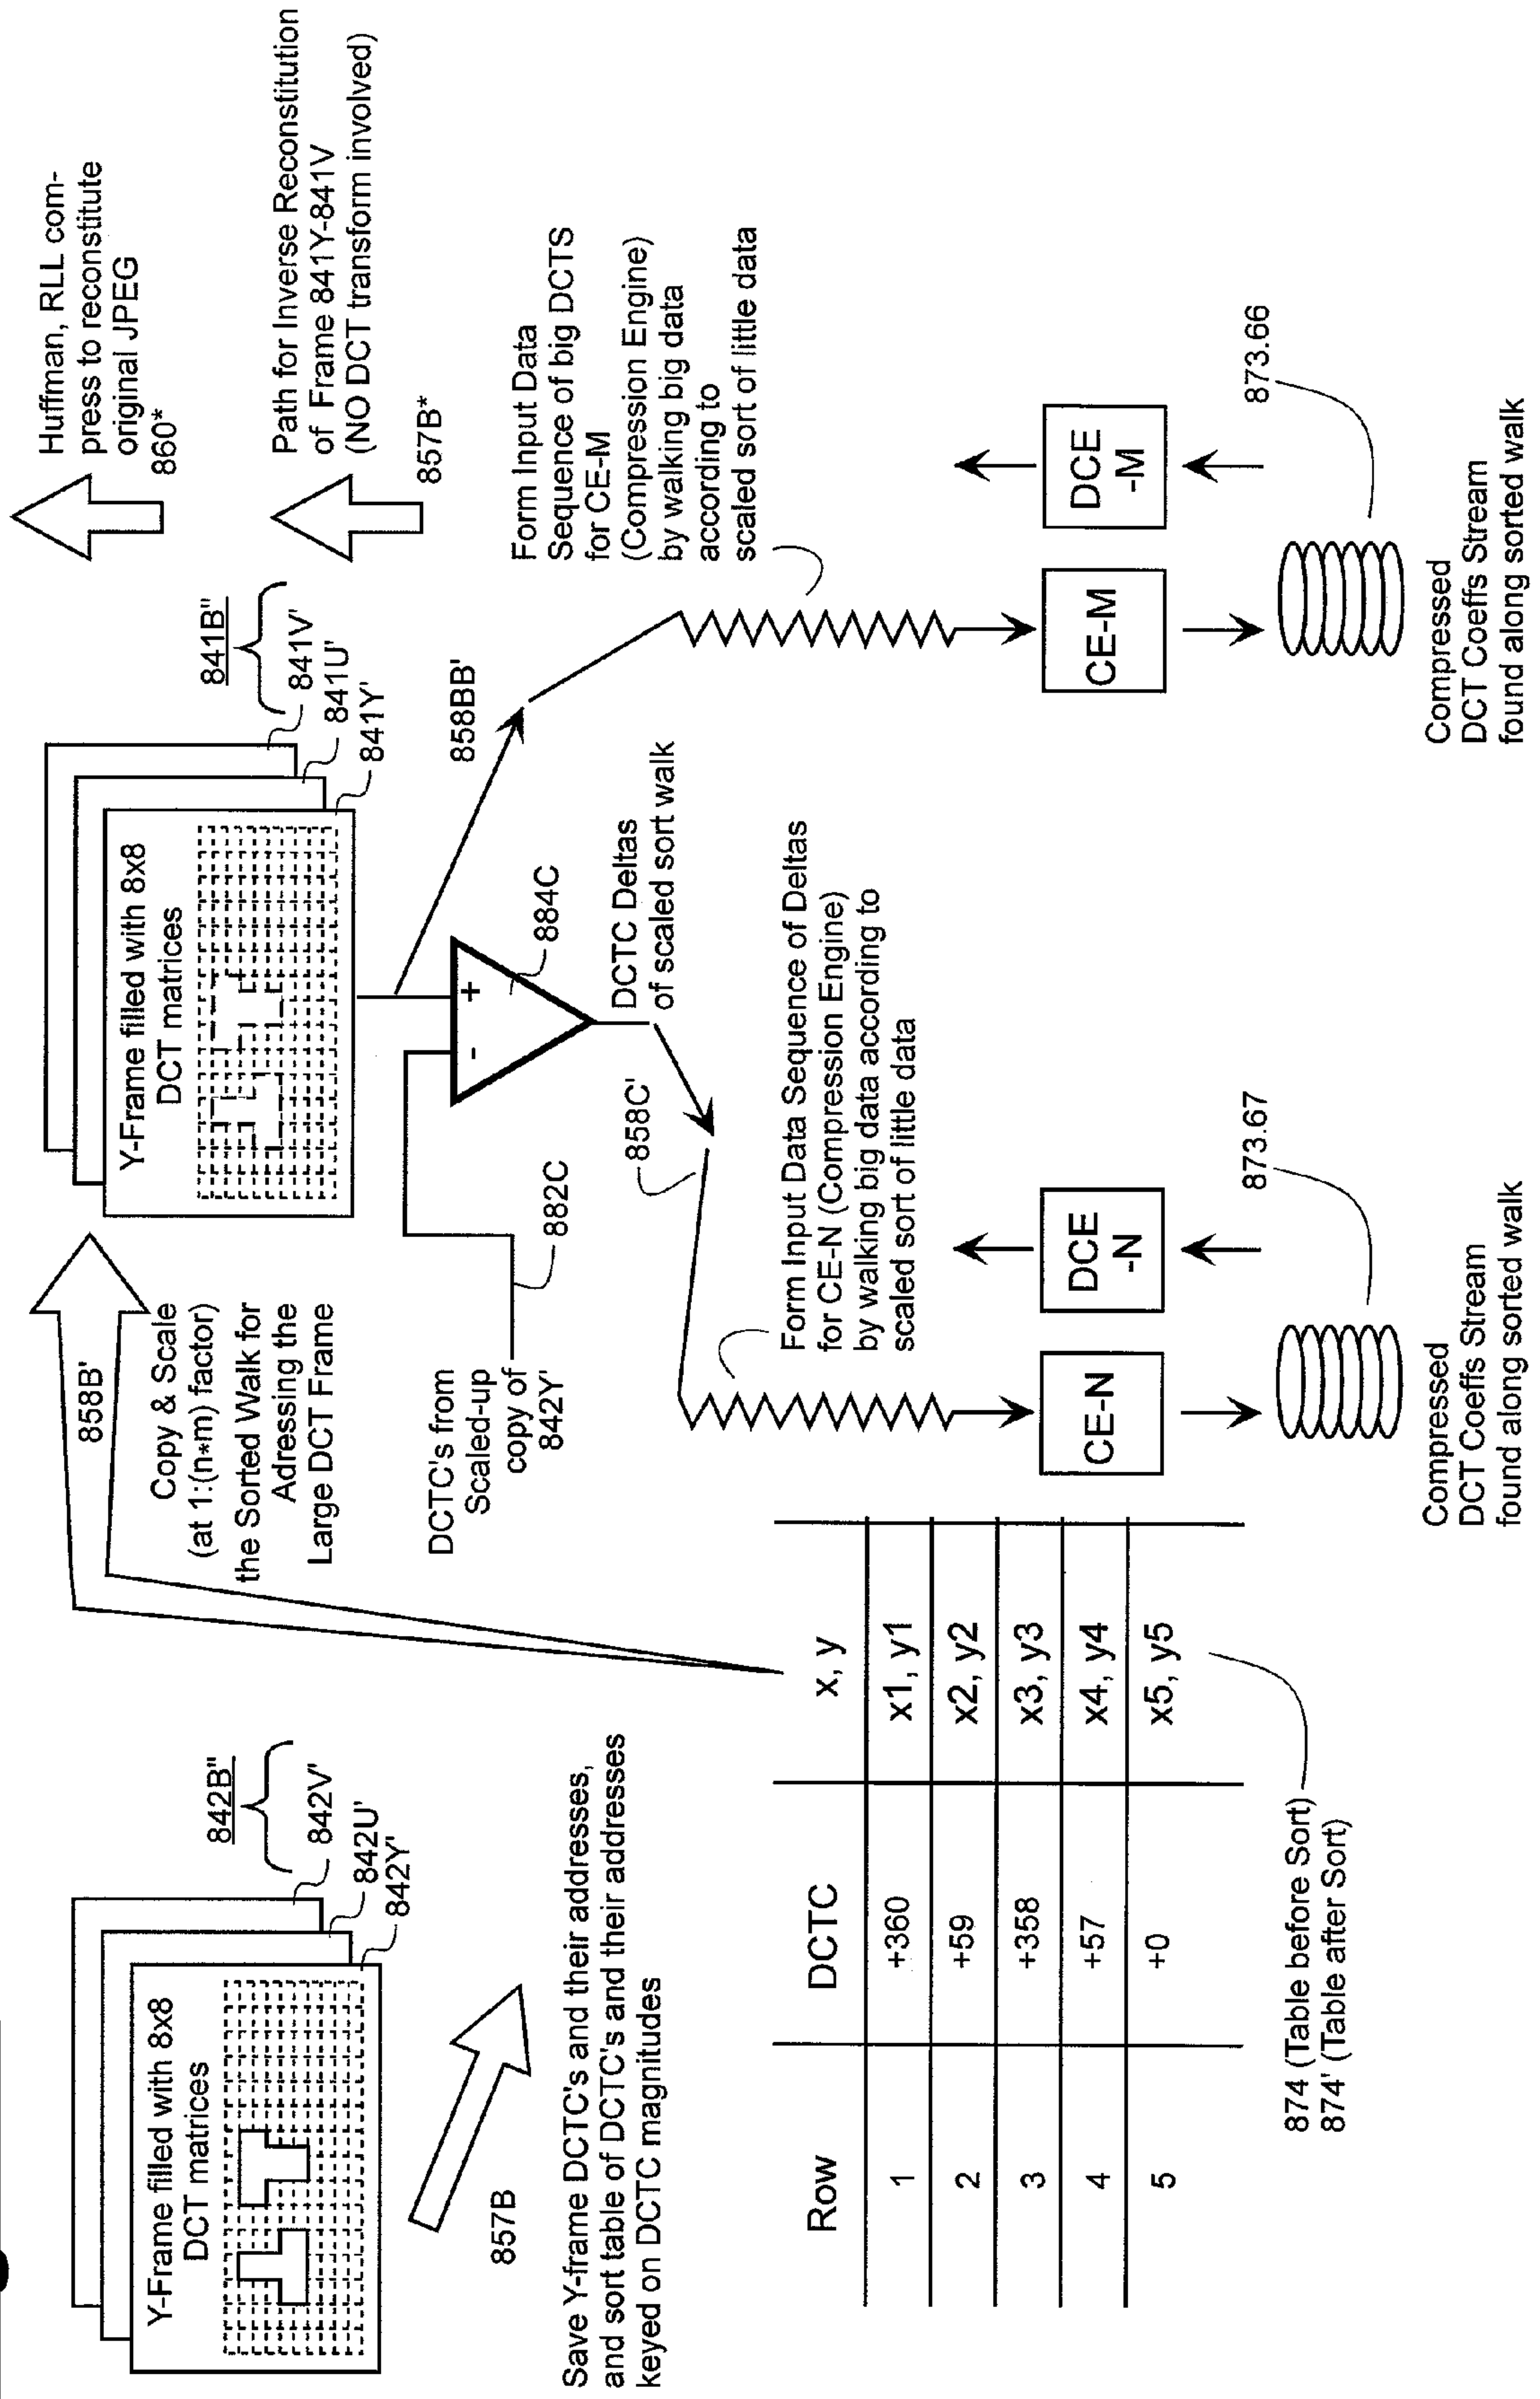 Y-Frame filled with 8x8
DCT matrices
842B"
842V'
842U'
842Y'
857B
Save Y-frame DCTC's and their addresses,
and sort table of DCTC's and their addresses
keyed on DCTC magnitudes
Row DCTC x, y
1 +360 x1, y1
2 +59 x2, y2
3 +358 x3, y3
4 +57 x4, y4
5 +0 x5, y5
874 (Table before Sort)
874' (Table after Sort)
858B'
Copy & Scale
(at 1:(n*m) factor)
the Sorted Walk for
Adressing the
Large DCT Frame
Y-Frame filled with 8x8
DCT matrices
841B"
841V'
841U'
841Y'
Huffman, RLL com-
press to reconstitute
original JPEG
860*
Path for Inverse Reconstitution
of Frame 841Y-841V
(NO DCT transform involved)
857B*
DCTC's from
Scaled-up
copy of
842Y'
882C
- +
884C
DCTC Deltas
of scaled sort walk
858C'
858BB'
Form Input Data Sequence of Deltas
for CE-N (Compression Engine)
by walking big data according to
scaled sort of little data
CE-N
DCE
-N
873.67
Compressed
DCT Coeffs Stream
found along sorted walk
Form Input Data
Sequence of big DCTS
for CE-M
(Compression Engine)
by walking big data
according to
scaled sort of little data
CE-M
DCE
-M
873.66
Compressed
DCT Coeffs Stream
found along sorted walk